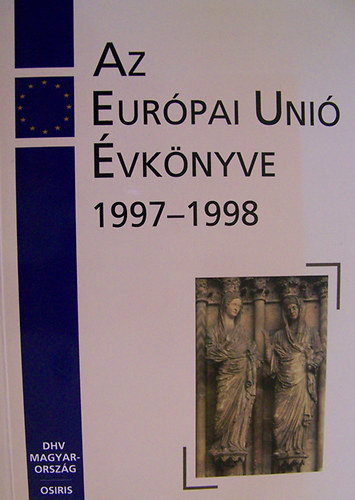 Az
Európai Unió
Évkönyve
1997–1998
DHV
MAGYAR-
ORSZÁG
OSIRIS